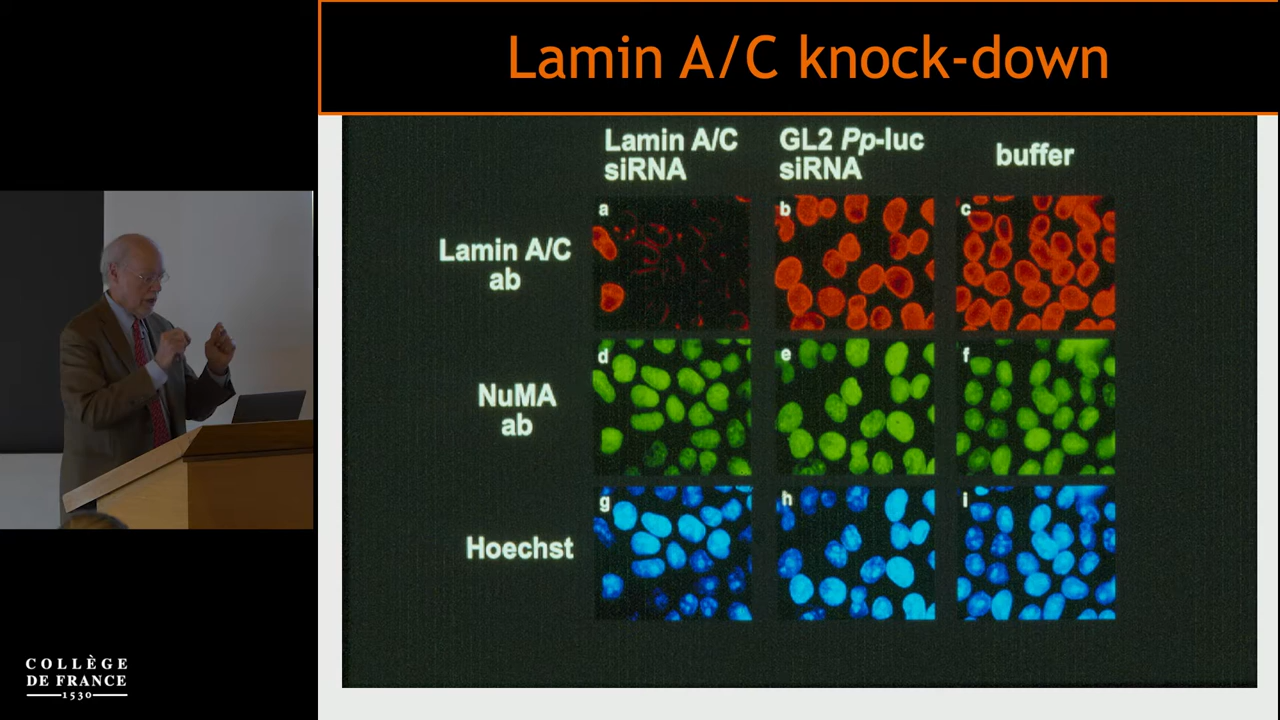 Lamin A/C knock-down
Lamin A/C
siRNA
GL2 Pp-luc
siRNA
buffer
Lamin A/C
ab
a
b
c
NuMA
ab
d
e
f
Hoechst
g
h
i
COLLÈGE
DE FRANCE
1530